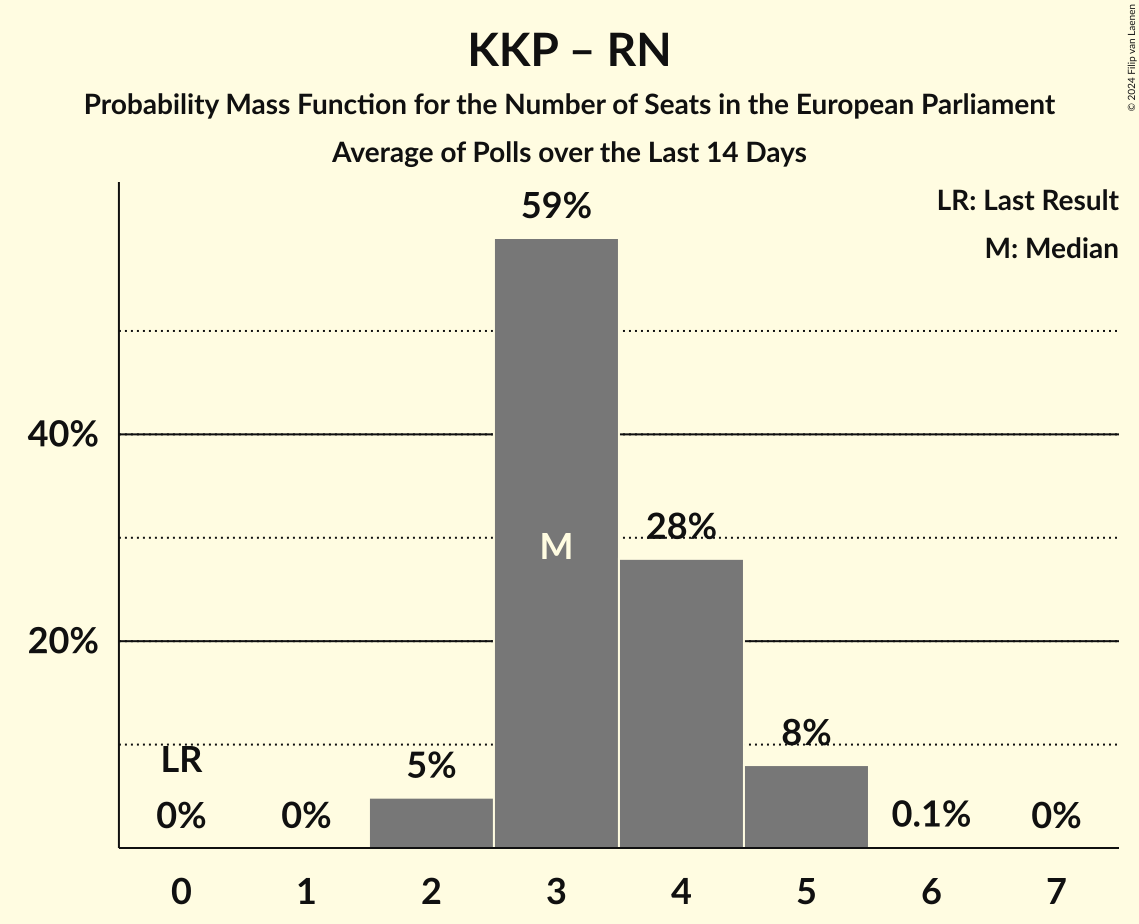 KKP – RN
Probability Mass Function for the Number of Seats in the European Parliament
Average of Polls over the Last 14 Days
© 2024 Filip van Laenen
LR: Last Result
M: Median
59%
40%
M
28%
20%
LR
5%
8%
0%
0%
0.1%
0%
0 1 2 3 4 5 6 7